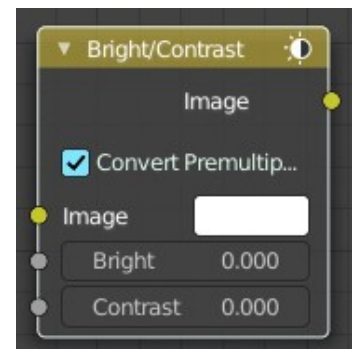 Bright/Contrast
Image
Convert Premultip...
Image
Bright 0.000
Contrast 0.000